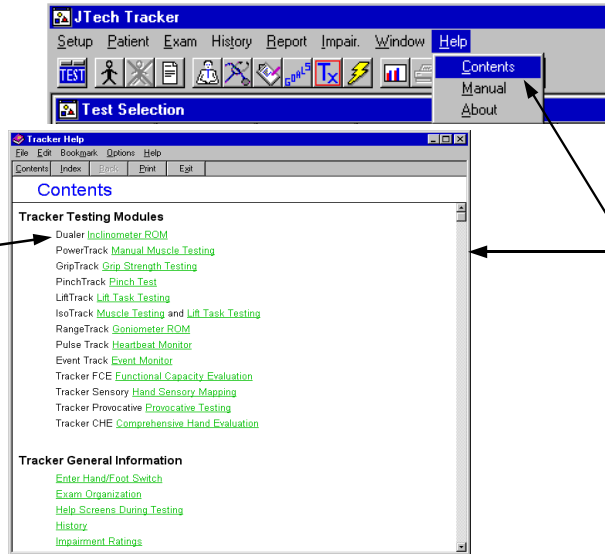 JTech Tracker
Setup Patient Exam History Report Impair. Window Help
TEST GOALS Tx
Contents
Manual
About
Test Selection
Tracker Help
File Edit Bookmark Options Help
Contents Index Back Print Exit
Contents
Tracker Testing Modules
Dualer Inclinometer ROM
PowerTrack Manual Muscle Testing
GripTrack Grip Strength Testing
PinchTrack Pinch Test
LiftTrack Lift Task Testing
IsoTrack Muscle Testing and Lift Task Testing
RangeTrack Goniometer ROM
Pulse Track Heartbeat Monitor
Event Track Event Monitor
Tracker FCE Functional Capacity Evaluation
Tracker Sensory Hand Sensory Mapping
Tracker Provocative Provocative Testing
Tracker CHE Comprehensive Hand Evaluation
Tracker General Information
Enter Hand/Foot Switch
Exam Organization
Help Screens During Testing
History
Impairment Ratings